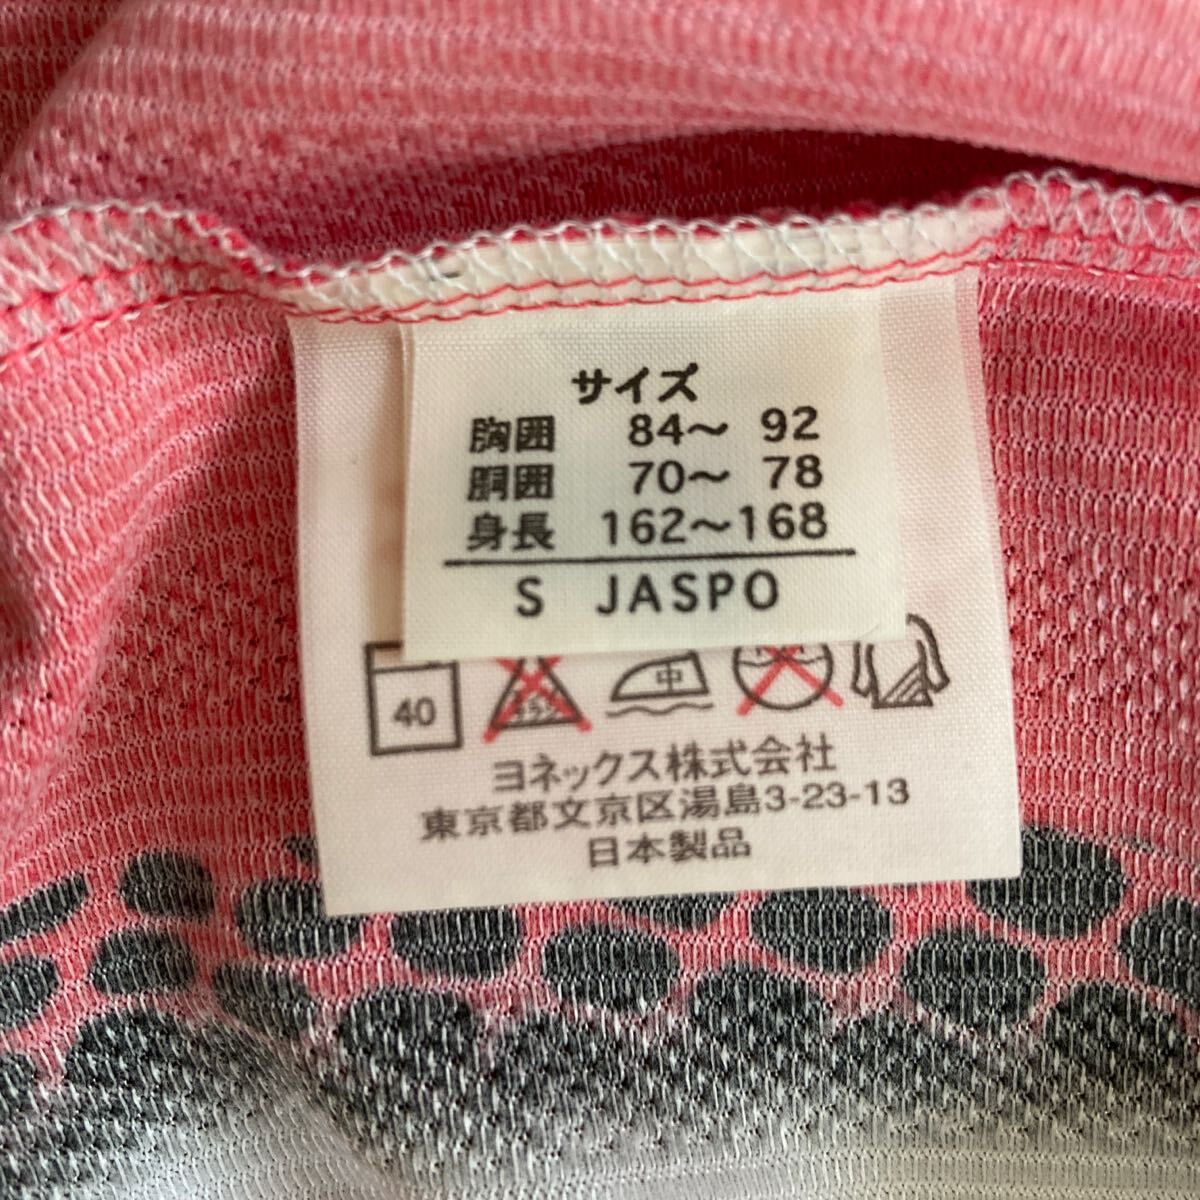 サイズ
胸囲 84～ 92
胴囲 70～ 78
身長 162～168
S JASPO
40
中
ヨネックス株式会社
東京都文京区湯島3-23-13
日本製品